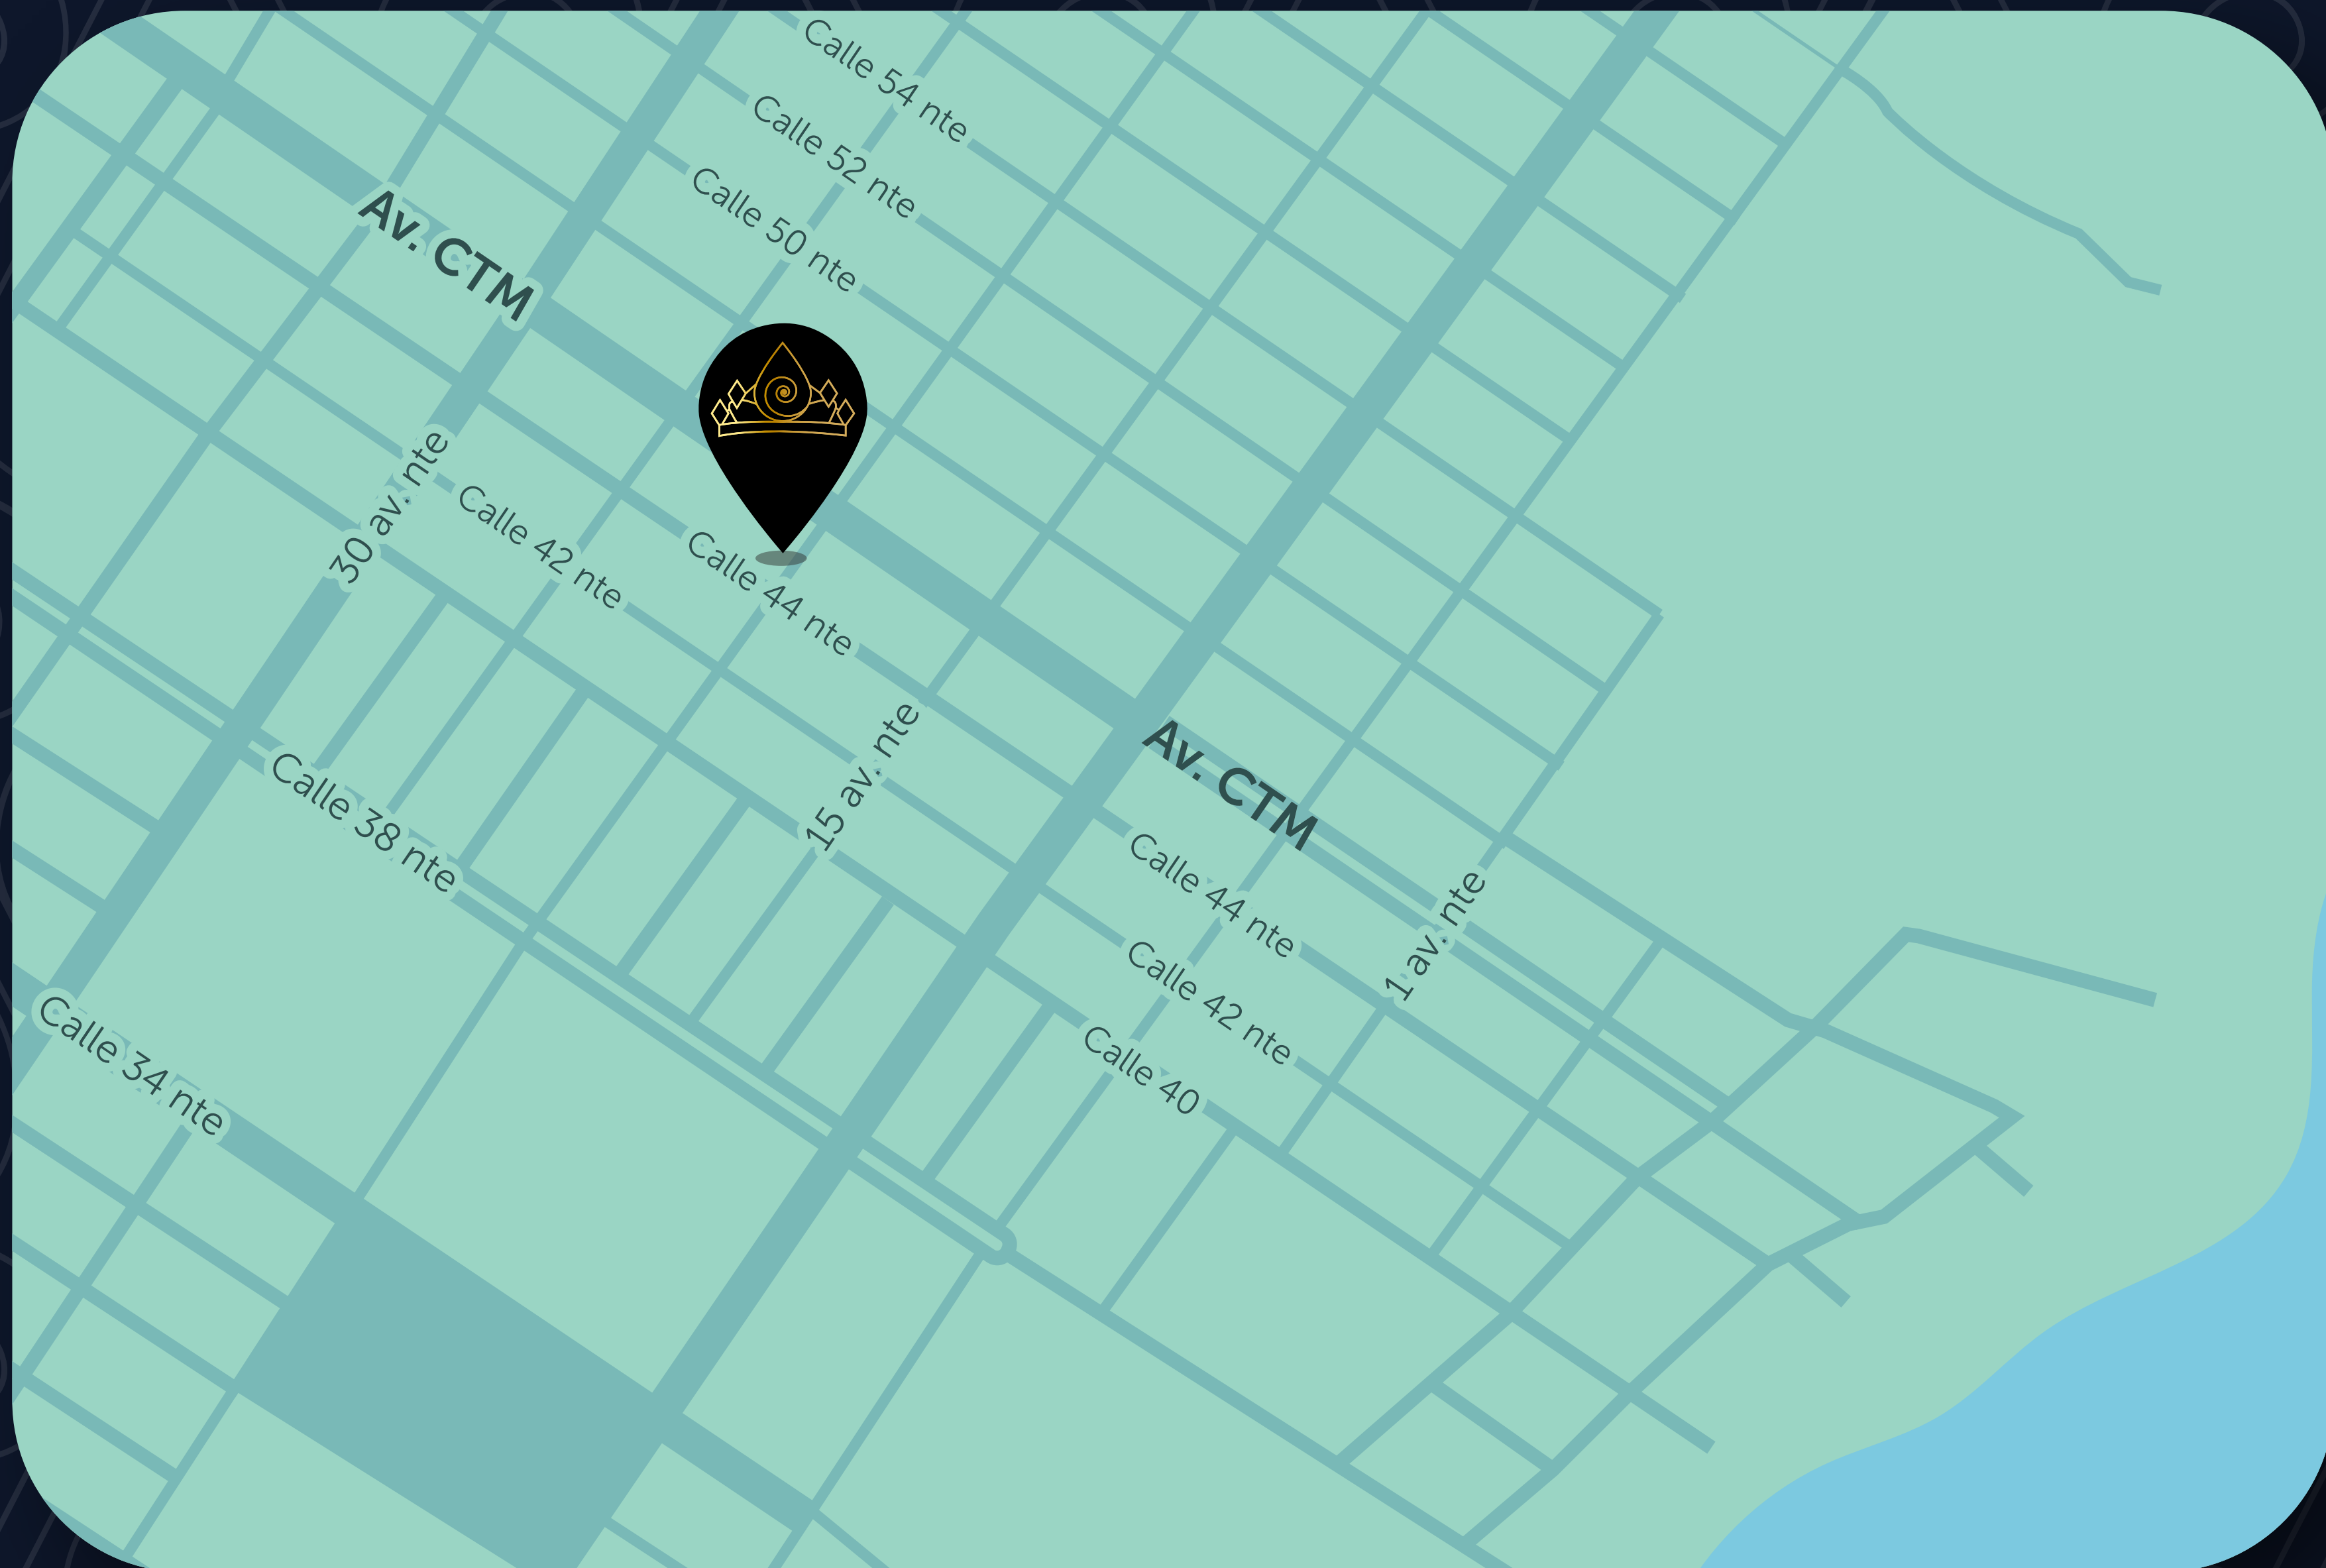 Calle 54 nte
Calle 52 nte
Calle 50 nte
Av. CTM
30 av. nte
Calle 42 nte
Calle 44 nte
15 av. nte
Av. CTM
Calle 38 nte
Calle 44 nte
1 av. nte
Calle 42 nte
Calle 34 nte
Calle 40